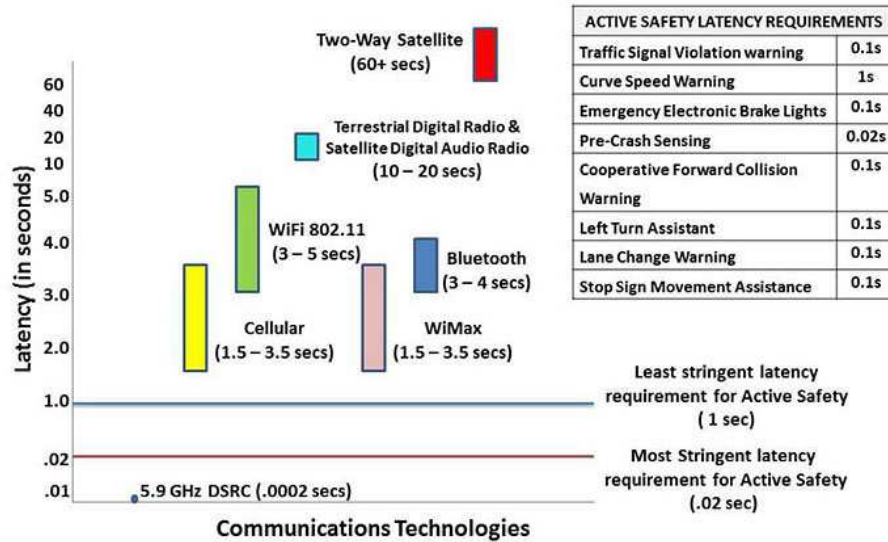 Two-Way Satellite
(60+ secs)
Terrestrial Digital Radio &
Satellite Digital Audio Radio
(10 – 20 secs)
WiFi 802.11
(3 – 5 secs)
Bluetooth
(3 – 4 secs)
Cellular
(1.5 – 3.5 secs)
WiMax
(1.5 – 3.5 secs)
5.9 GHz DSRC (.0002 secs)
Latency (in seconds)
60
40
20
10
5.0
4.0
3.0
2.0
1.0
.02
.01
Communications Technologies
ACTIVE SAFETY LATENCY REQUIREMENTS
Traffic Signal Violation warning 0.1s
Curve Speed Warning 1s
Emergency Electronic Brake Lights 0.1s
Pre-Crash Sensing 0.02s
Cooperative Forward Collision 0.1s
Warning
Left Turn Assistant 0.1s
Lane Change Warning 0.1s
Stop Sign Movement Assistance 0.1s
Least stringent latency
requirement for Active Safety
( 1 sec)
Most Stringent latency
requirement for Active Safety
(.02 sec)